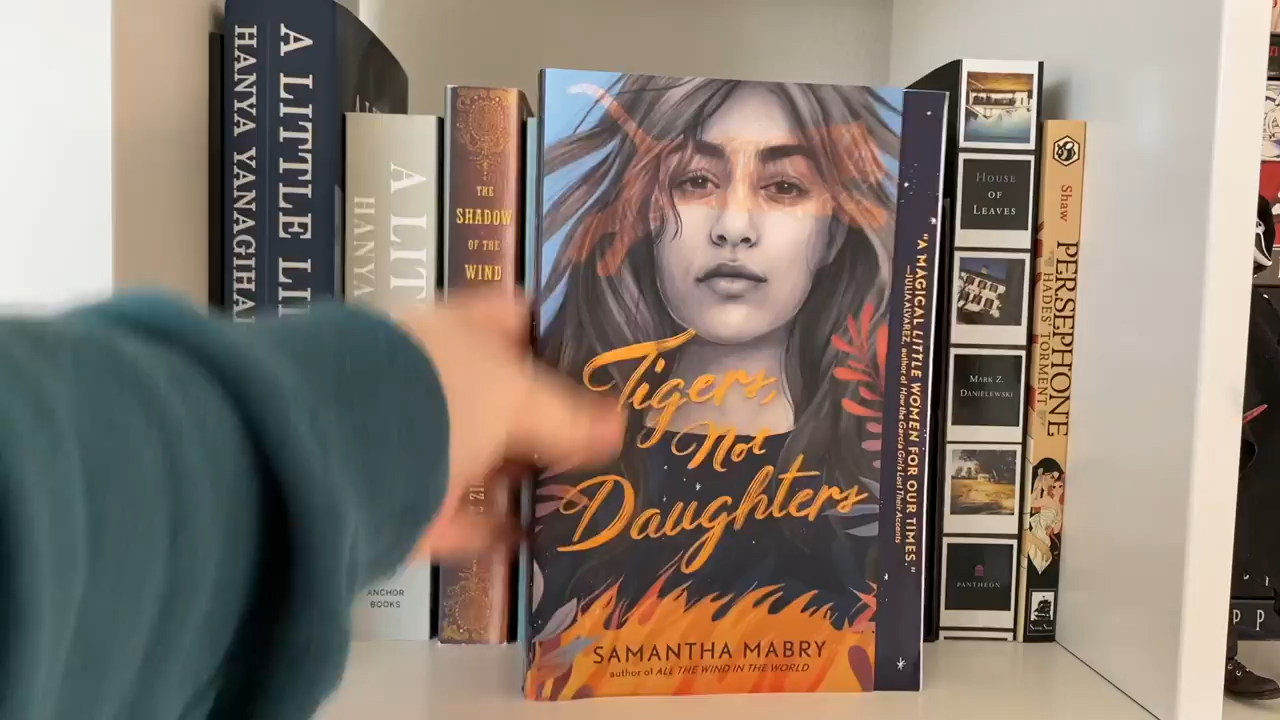 A LITTLE LI
HANYA YANAGIHA
A LIT
HANYA
ANCHOR
BOOKS
THE
SHADOW
OF THE
WIND
Tigers,
Not
Daughters
SAMANTHA MABRY
author of ALL THE WIND IN THE WORLD
"A MAGICAL LITTLE WOMEN FOR OUR TIMES."
—JULIA ALVAREZ, author of How the García Girls Lost Their Accents
HOUSE
OF
LEAVES
MARK Z.
DANIELEWSKI
PANTHEON
Shaw
PERSEPHONE
HADES' TORMENT